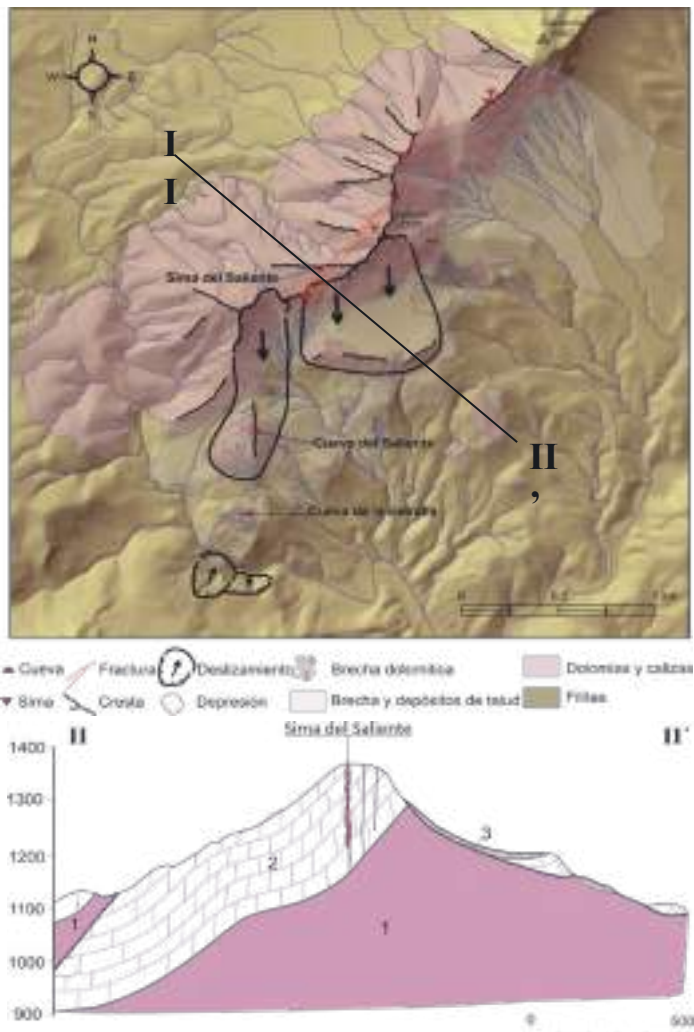 N
W
E
I
I
Sima del Saliente
Cueva del Saliente
II
,
0
Cueva Fractura Deslizamiento Brecha dolomítica Dolomías y calizas
Sima Cresta Depresión Brecha y depósitos de talud Filitas
II
Sima del Saliente
II'
1400
1300
1200
1100
1000
900
1
2
3
1
0
500